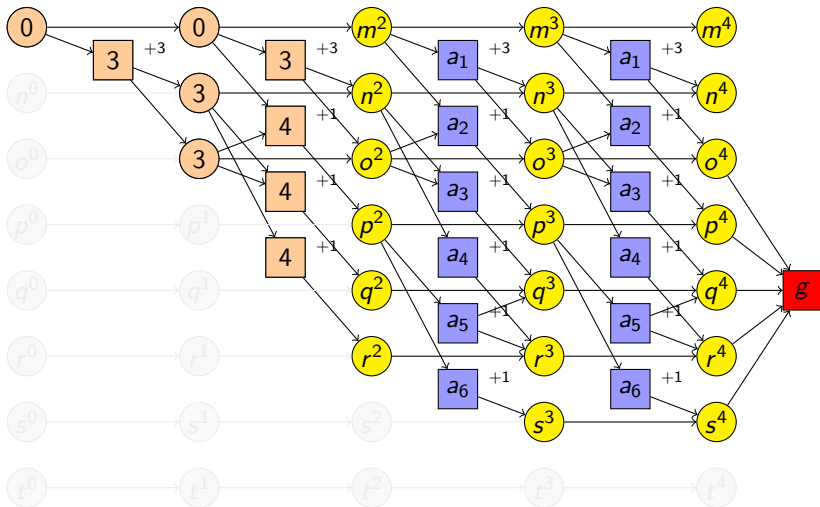 0 0 m² m³ m⁴
3 +3 3 +3 a₁ +3 a₁ +3
n⁰ 3 n² n³ n⁴
4 +1 a₂ +1 a₂ +1
o⁰ 3 o² o³ o⁴
4 +1 a₃ +1 a₃ +1
p⁰ p¹ p² p³ p⁴
4 +1 a₄ +1 a₄ +1
q⁰ q¹ q² q³ q⁴ g
a₅ +1 a₅ +1
r⁰ r¹ r² r³ r⁴
a₆ +1 a₆ +1
s⁰ s¹ s² s³ s⁴
t⁰ t¹ t² t³ t⁴